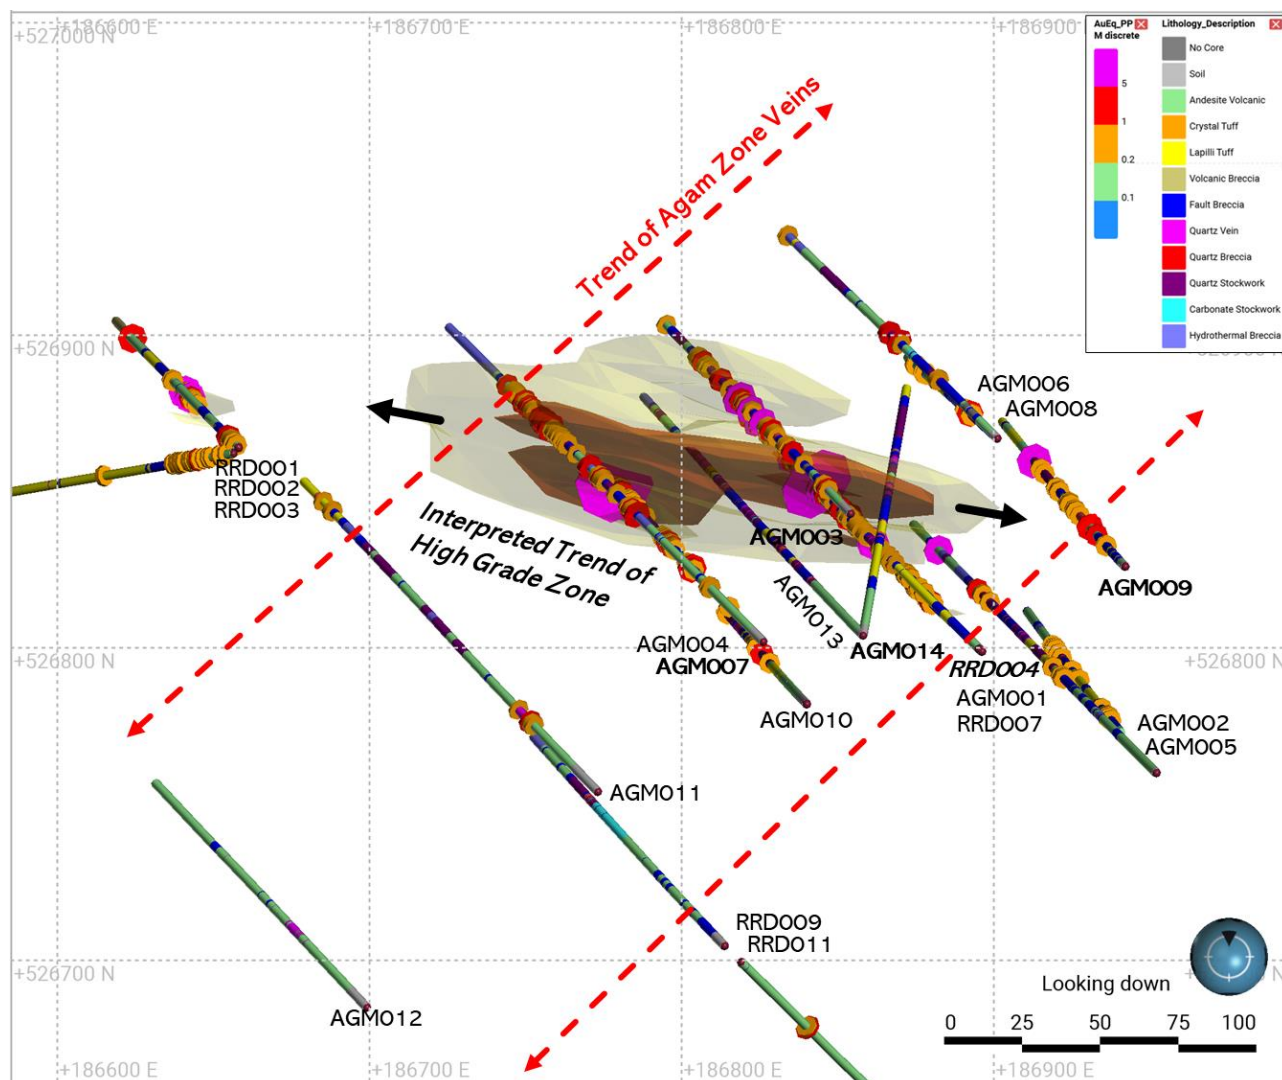 +186600 E
+186700 E
+186800 E
+186900
+527000 N
AuEq_PP
M discrete
5
1
0.2
0.1
Lithology_Description
No Core
Soil
Andesite Volcanic
Crystal Tuff
Lapilli Tuff
Volcanic Breccia
Fault Breccia
Quartz Vein
Quartz Breccia
Quartz Stockwork
Carbonate Stockwork
Hydrothermal Breccia
Trend of Agam Zone Veins
+526900 N
AGM006
AGM008
RRD001
RRD002
RRD003
Interpreted Trend of
High Grade Zone
AGM003
AGM009
AGM013
AGM004
AGM007
AGM014
RRD004
+526800 N
+526800 N
AGM001
RRD007
AGM010
AGM002
AGM005
AGM011
RRD009
RRD011
+526700 N
AGM012
Looking down
0 25 50 75 100
+186600 E
+186700 E
+186800 E
+186900 E